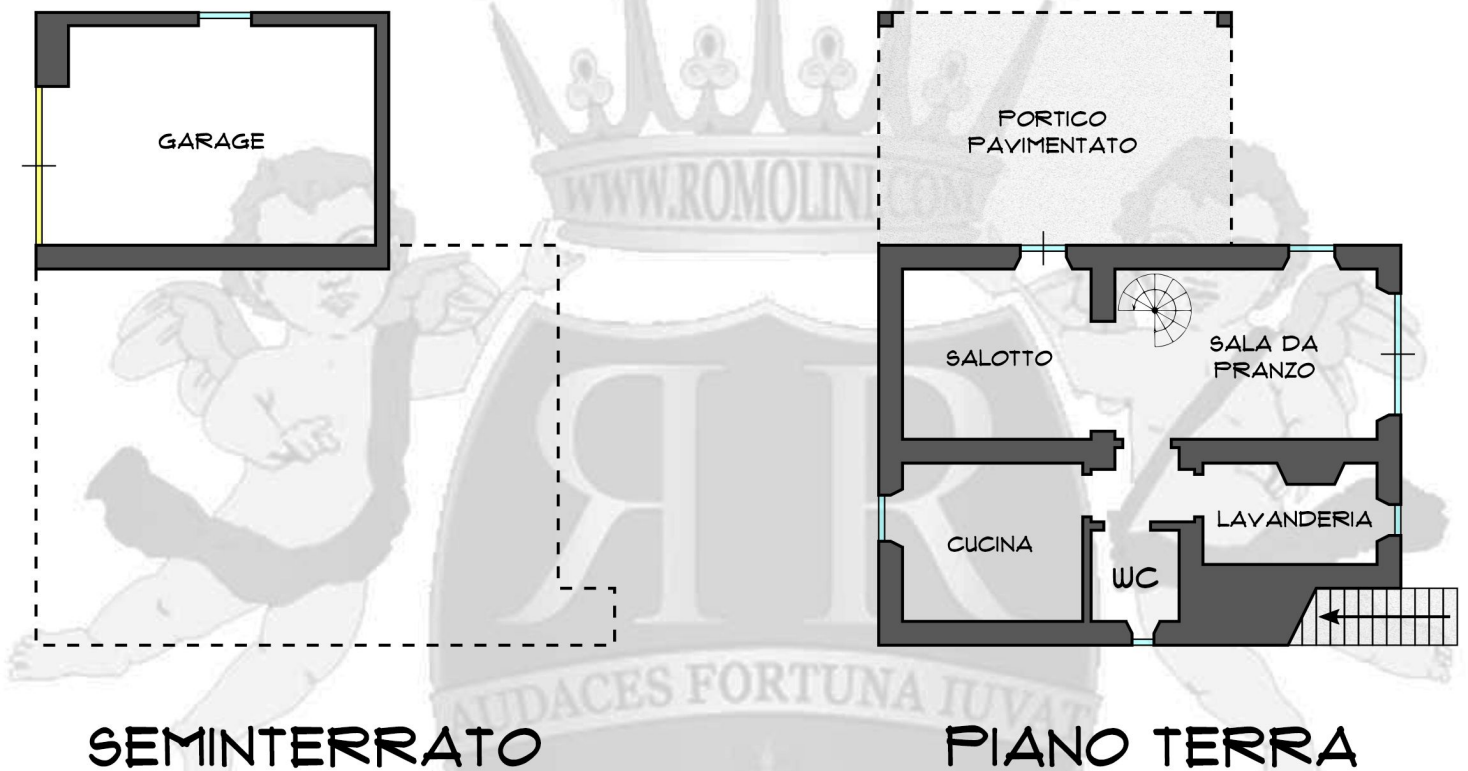 GARAGE
PORTICO
PAVIMENTATO
WWW.ROMOLINI.COM
SALOTTO
SALA DA
PRANZO
CUCINA
WC
LAVANDERIA
R R
AUDACES FORTUNA IUVAT
SEMINTERRATO
PIANO TERRA